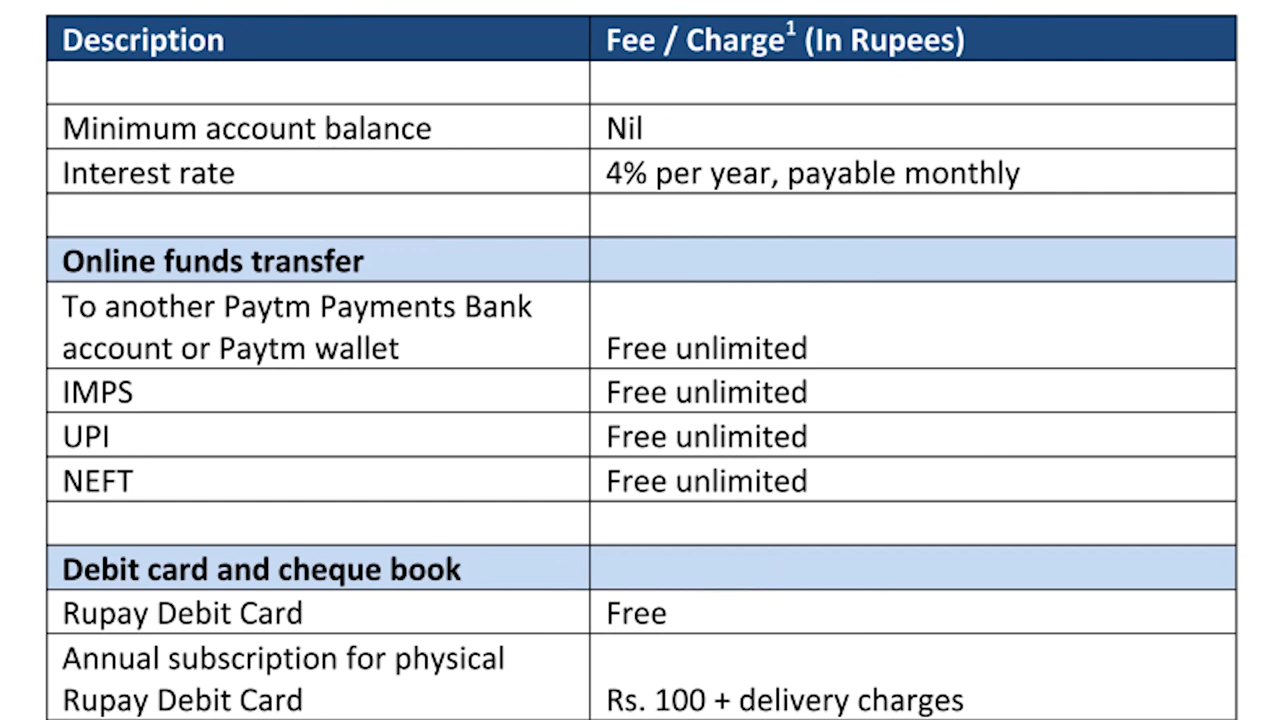 Description Fee / Charge¹ (In Rupees)
Minimum account balance Nil
Interest rate 4% per year, payable monthly
Online funds transfer
To another Paytm Payments Bank
account or Paytm wallet Free unlimited
IMPS Free unlimited
UPI Free unlimited
NEFT Free unlimited
Debit card and cheque book
Rupay Debit Card Free
Annual subscription for physical
Rupay Debit Card Rs. 100 + delivery charges